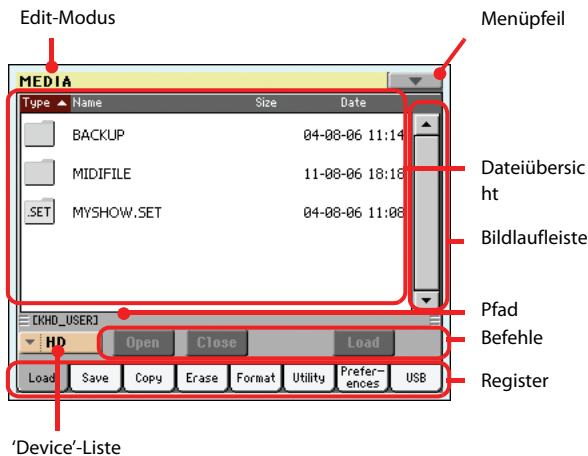 Edit-Modus
Menüpfeil
MEDIA
Type Name Size Date
BACKUP 04-08-06 11:14
MIDIFILE 11-08-06 18:18
.SET MYSHOW.SET 04-08-06 11:08
Dateiübersic
ht
Bildlaufleiste
[KHD_USER]
Pfad
HD Open Close Load
Befehle
Load Save Copy Erase Format Utility Prefer-
ences USB
Register
'Device'-Liste